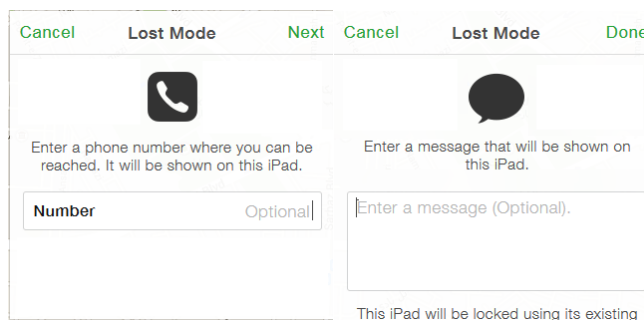 Cancel Lost Mode Next
Enter a phone number where you can be
reached. It will be shown on this iPad.
Number Optional
Cancel Lost Mode Done
Enter a message that will be shown on
this iPad.
Enter a message (Optional).
This iPad will be locked using its existing